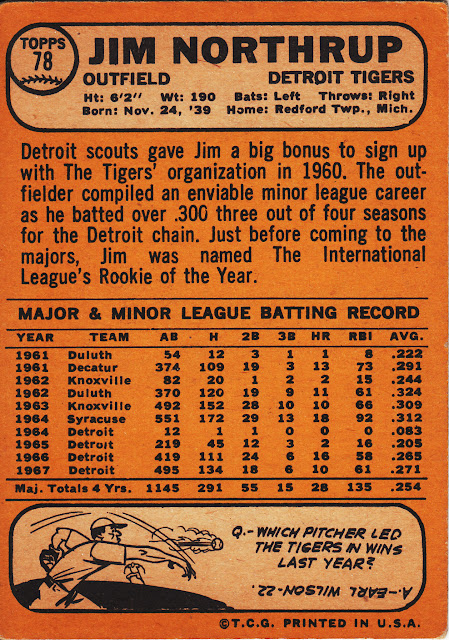 TOPPS
78
JIM NORTHRUP
OUTFIELD DETROIT TIGERS
Ht: 6'2" Wt: 190 Bats: Left Throws: Right
Born: Nov. 24, '39 Home: Redford Twp., Mich.
Detroit scouts gave Jim a big bonus to sign up
with The Tigers' organization in 1960. The out-
fielder compiled an enviable minor league career
as he batted over .300 three out of four seasons
for the Detroit chain. Just before coming to the
majors, Jim was named The International
League's Rookie of the Year.
MAJOR & MINOR LEAGUE BATTING RECORD
YEAR TEAM AB H 2B 3B HR RBI AVG.
1961 Duluth 54 12 3 1 1 8 .222
1961 Decatur 374 109 19 3 13 73 .291
1962 Knoxville 82 20 1 2 2 15 .244
1962 Duluth 370 120 19 9 11 61 .324
1963 Knoxville 492 152 28 10 10 66 .309
1964 Syracuse 551 172 29 13 18 92 .312
1964 Detroit 12 1 1 0 0 0 .083
1965 Detroit 219 45 12 3 2 16 .205
1966 Detroit 419 111 24 6 16 58 .265
1967 Detroit 495 134 18 6 10 61 .271
Maj. Totals 4 Yrs. 1145 291 55 15 28 135 .254
Q.-WHICH PITCHER LED
THE TIGERS IN WINS
LAST YEAR?
A.-EARL WILSON-22.
©T.C.G. PRINTED IN U.S.A.